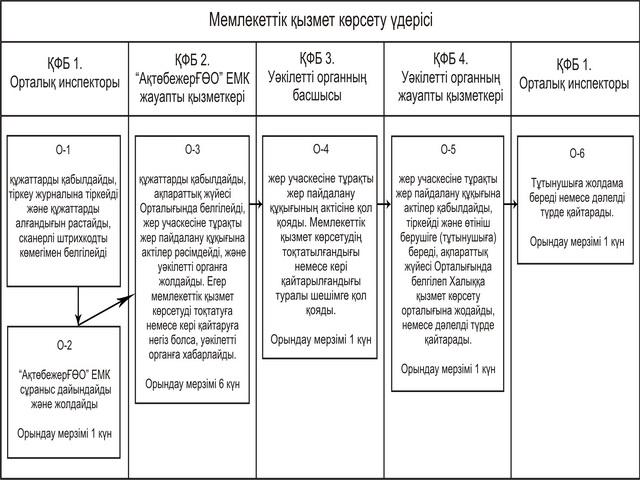 Мемлекеттік қызмет көрсету үдерісі
ҚФБ 1.
Орталық инспекторы
ҚФБ 2.
“АқтөбежерҒӨО” ЕМК
жауапты қызметкері
ҚФБ 3.
Уәкілетті органның
басшысы
ҚФБ 4.
Уәкілетті органның
жауапты қызметкері
ҚФБ 1.
Орталық инспекторы
О-1
құжаттарды қабылдайды,
тіркеу журналына тіркейді
және құжаттарды
алғандығын растайды,
сканерлі штрихкодты
көмегімен белгілейді
О-2
“АқтөбежерҒӨО” ЕМК
сұраныс дайындайды
және жолдайды
Орындау мерзімі 1 күн
О-3
құжаттарды қабылдайды,
ақпараттық жүйесі
Орталығында белгілейді,
жер учаскесіне тұрақты
жер пайдалану құқығына
актілер рәсімдейді, және
уәкілетті органға
жолдайды. Егер
мемлекеттік қызмет
көрсетуді тоқтатуға
немесе кері қайтаруға
негіз болса, уәкілетті
органға хабарлайды.
Орындау мерзімі 6 күн
О-4
жер учаскесіне тұрақты
жер пайдалану
құқығының актісіне қол
қояды. Мемлекеттік
қызмет көрсетудің
тоқтатылғандығы
немесе кері
қайтарылғандығы
туралы шешімге қол
қояды.
Орындау мерзімі 1 күн
О-5
жер учаскесіне тұрақты
жер пайдалану құқығына
актілер қабылдайды,
тіркейді және өтініш
берушіге (тұтынушыға)
береді, ақпараттық
жүйесі Орталығында
белгілеп Халыққа
қызмет көрсету
орталығына жодайды,
немесе дәлелді түрде
қайтарады.
Орындау мерзімі 1 күн
О-6
Тұтынушыға жолдама
береді немесе дәлелді
түрде қайтарады.
Орындау мерзімі 1 күн